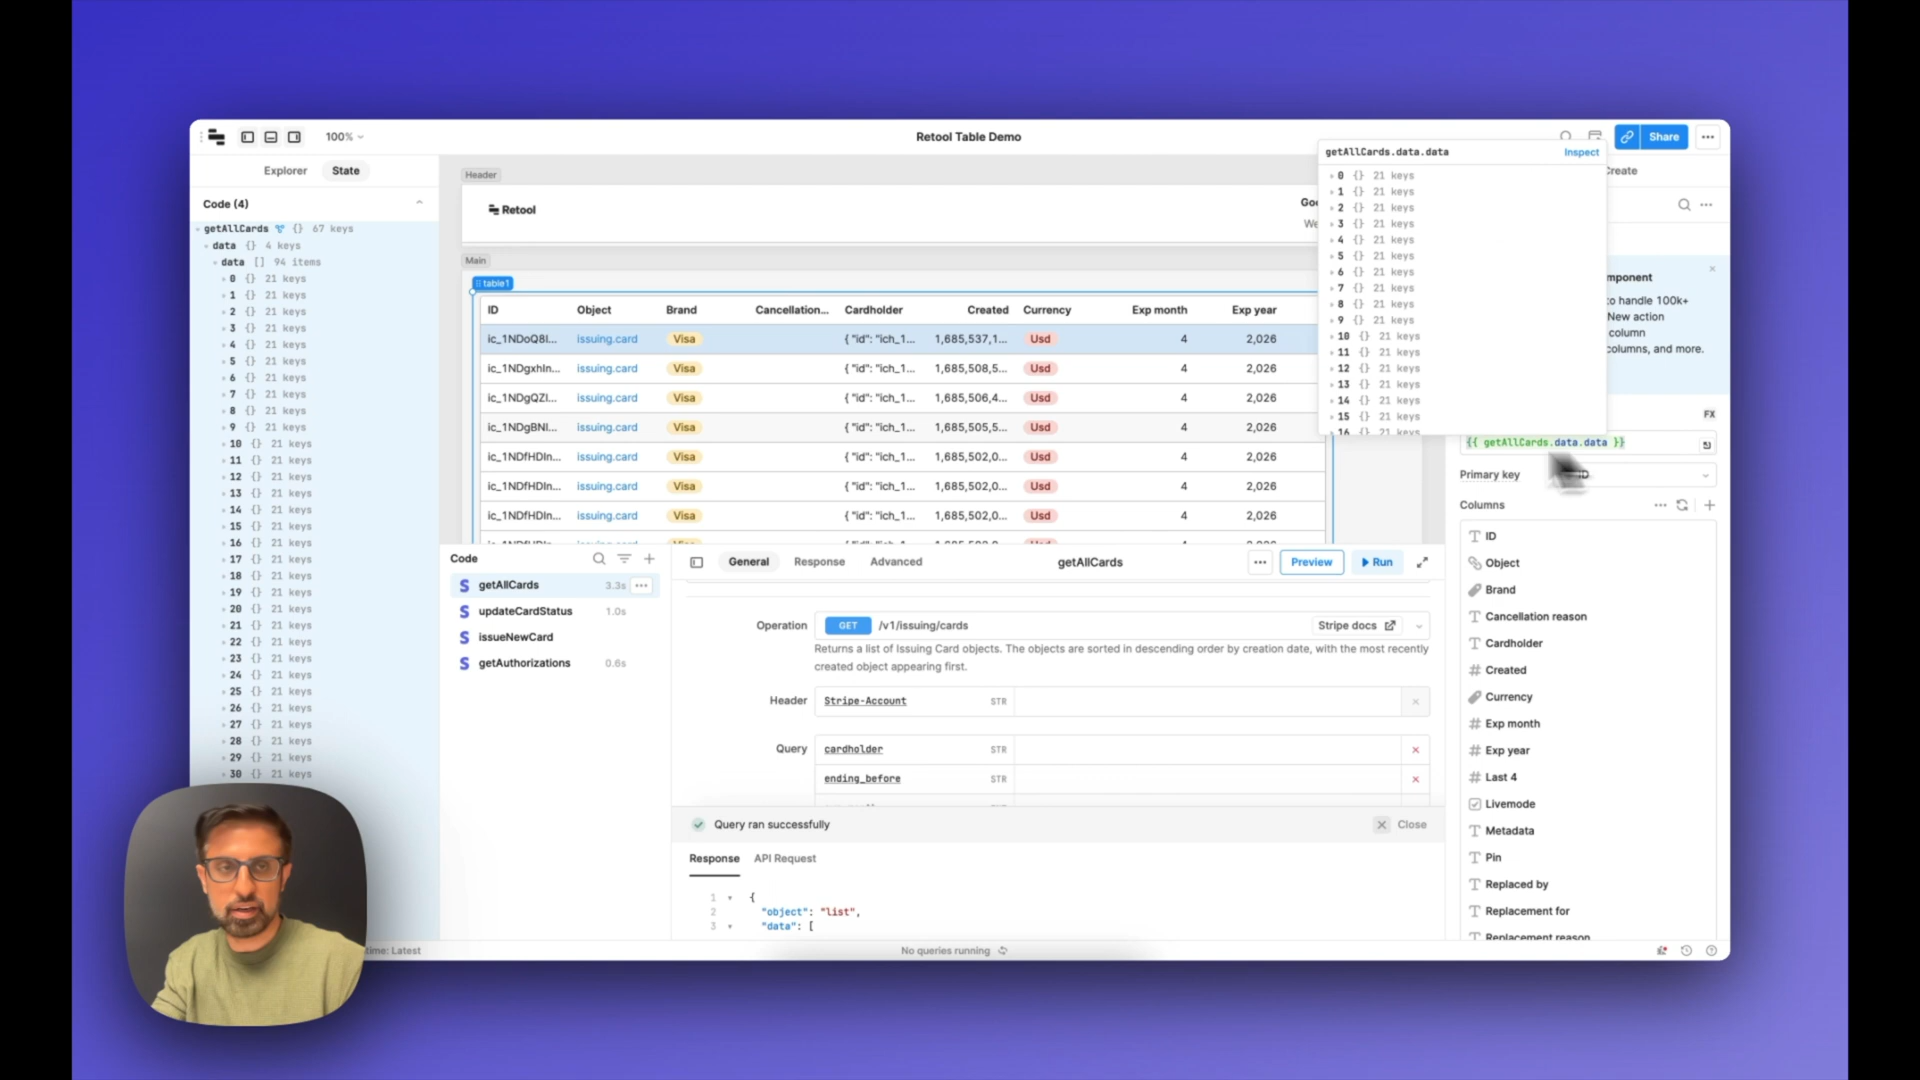 100%
Retool Table Demo
Share
Explorer
State
Code (4)
getAllCards {} 67 keys
data {} 4 keys
data [] 94 items
0 {} 21 keys
1 {} 21 keys
2 {} 21 keys
3 {} 21 keys
4 {} 21 keys
5 {} 21 keys
6 {} 21 keys
7 {} 21 keys
8 {} 21 keys
9 {} 21 keys
10 {} 21 keys
11 {} 21 keys
12 {} 21 keys
13 {} 21 keys
14 {} 21 keys
15 {} 21 keys
16 {} 21 keys
17 {} 21 keys
18 {} 21 keys
19 {} 21 keys
20 {} 21 keys
21 {} 21 keys
22 {} 21 keys
23 {} 21 keys
24 {} 21 keys
25 {} 21 keys
26 {} 21 keys
27 {} 21 keys
28 {} 21 keys
29 {} 21 keys
30 {} 21 keys
Header
Retool
Main
table1
ID Object Brand Cancellation... Cardholder Created Currency Exp month Exp year
ic_1NDoQ8I... issuing.card Visa { "id": "ich_1... 1,685,537,1... Usd 4 2,026
ic_1NDgxhIn... issuing.card Visa { "id": "ich_1... 1,685,508,5... Usd 4 2,026
ic_1NDgQZI... issuing.card Visa { "id": "ich_1... 1,685,506,4... Usd 4 2,026
ic_1NDgBNI... issuing.card Visa { "id": "ich_1... 1,685,505,5... Usd 4 2,026
ic_1NDfHDIn... issuing.card Visa { "id": "ich_1... 1,685,502,0... Usd 4 2,026
ic_1NDfHDIn... issuing.card Visa { "id": "ich_1... 1,685,502,0... Usd 4 2,026
ic_1NDfHDIn... issuing.card Visa { "id": "ich_1... 1,685,502,0... Usd 4 2,026
getAllCards.data.data Inspect
0 {} 21 keys
1 {} 21 keys
2 {} 21 keys
3 {} 21 keys
4 {} 21 keys
5 {} 21 keys
6 {} 21 keys
7 {} 21 keys
8 {} 21 keys
9 {} 21 keys
10 {} 21 keys
11 {} 21 keys
12 {} 21 keys
13 {} 21 keys
14 {} 21 keys
15 {} 21 keys
16 {} 21 keys
Create
mponent
to handle 100k+
New action
column
columns, and more.
FX
{{ getAllCards.data.data }}
Primary key
Columns
ID
Object
Brand
Cancellation reason
Cardholder
Created
Currency
Exp month
Exp year
Last 4
Livemode
Metadata
Pin
Replaced by
Replacement for
Replacement reason
Code
getAllCards 3.3s
updateCardStatus 1.0s
issueNewCard
getAuthorizations 0.6s
General
Response
Advanced
getAllCards
Preview
Run
Operation
GET /v1/issuing/cards
Stripe docs
Returns a list of Issuing Card objects. The objects are sorted in descending order by creation date, with the most recently
created object appearing first.
Header
Stripe-Account STR
Query
cardholder STR
ending_before STR
Query ran successfully
Close
Response
API Request
1 {
2 "object": "list",
3 "data": [
time: Latest
No queries running